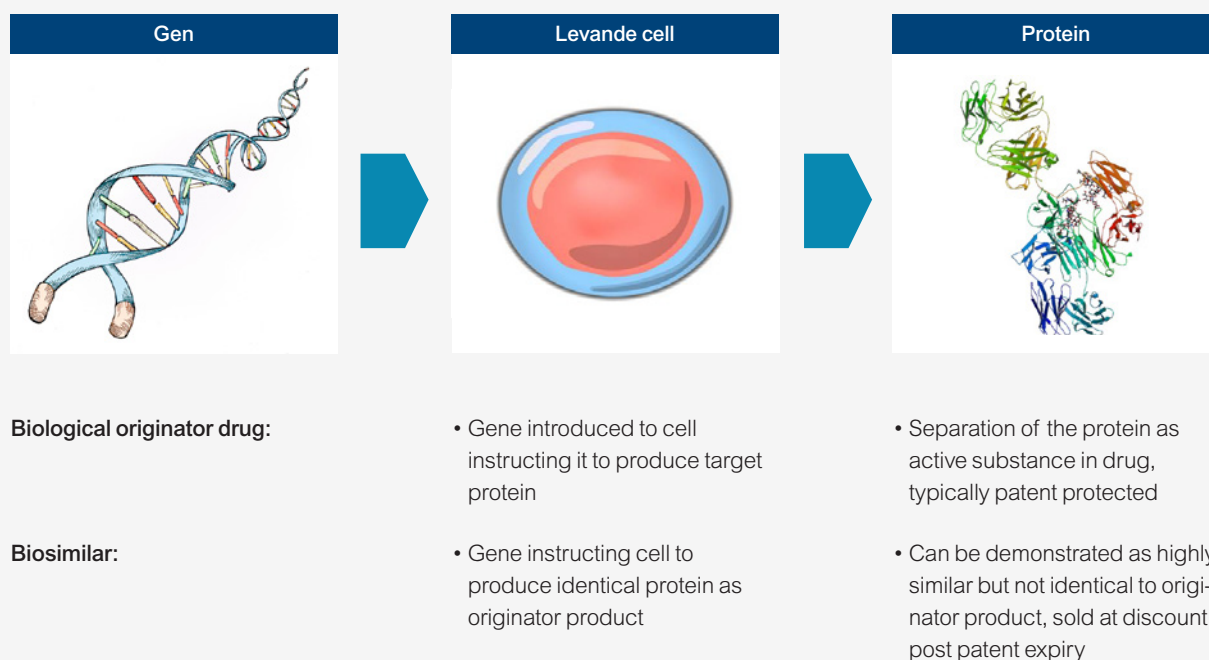 Gen
Levande cell
Protein
Biological originator drug:
• Gene introduced to cell
instructing it to produce target
protein
• Separation of the protein as
active substance in drug,
typically patent protected
Biosimilar:
• Gene instructing cell to
produce identical protein as
originator product
• Can be demonstrated as highly
similar but not identical to origi-
nator product, sold at discount
post patent expiry